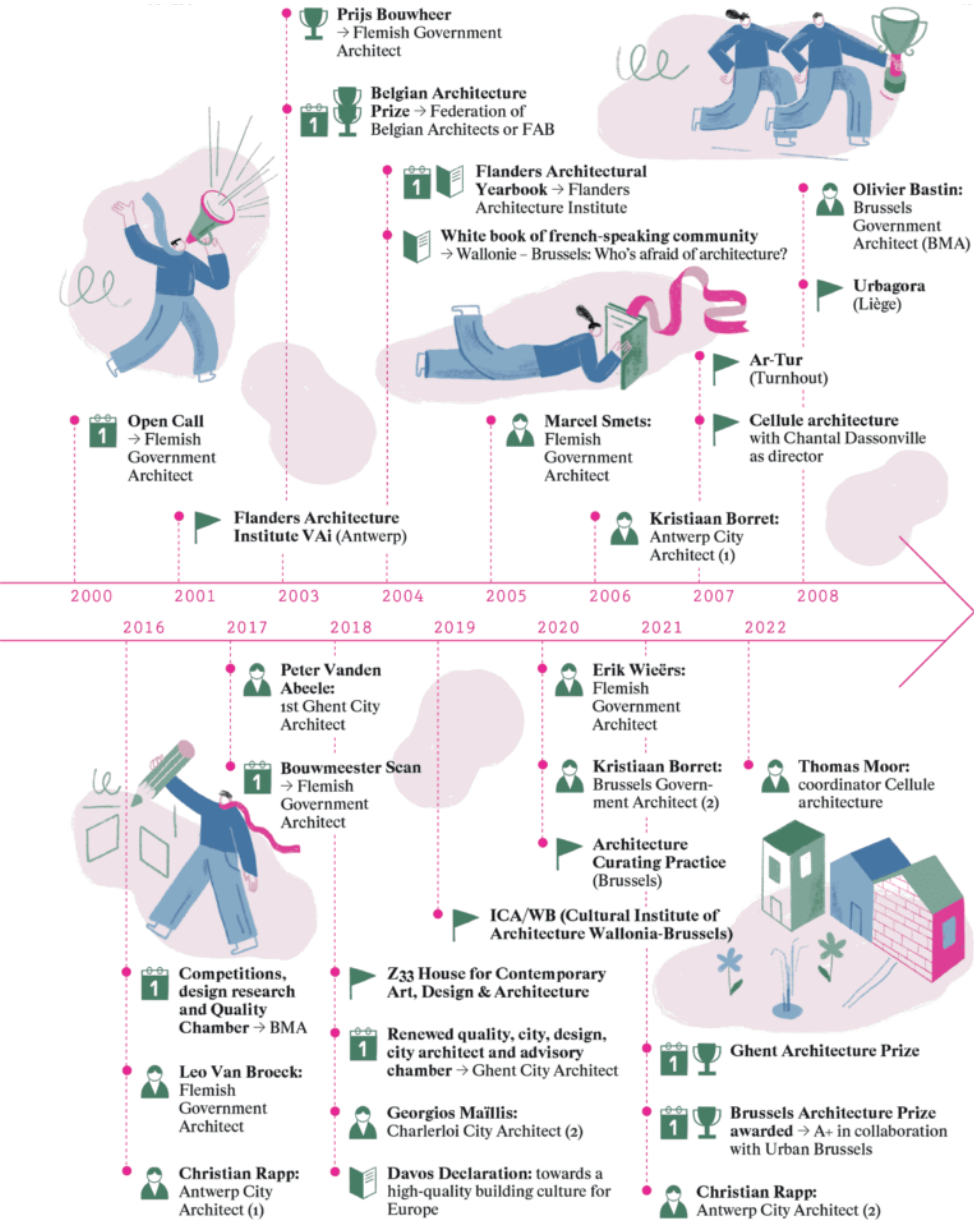 Prijs Bouwheer
→ Flemish Government
Architect
Belgian Architecture
Prize → Federation of
Belgian Architects or FAB
1
Flanders Architectural
Yearbook → Flanders
Architecture Institute
1
White book of french-speaking community
→ Wallonie – Brussels: Who's afraid of architecture?
Olivier Bastin:
Brussels
Government
Architect (BMA)
Urbagora
(Liège)
Ar-Tur
(Turnhout)
Cellule architecture
with Chantal Dassonville
as director
Open Call
→ Flemish
Government
Architect
1
Marcel Smets:
Flemish
Government
Architect
Flanders Architecture
Institute VAi (Antwerp)
Kristiaan Borret:
Antwerp City
Architect (1)
2000 2001 2003 2004 2005 2006 2007 2008
2016 2017 2018 2019 2020 2021 2022
Peter Vanden
Abeele:
1st Ghent City
Architect
Erik Wieërs:
Flemish
Government
Architect
Bouwmeester Scan
→ Flemish
Government
Architect
1
Kristiaan Borret:
Brussels Govern-
ment Architect (2)
Thomas Moor:
coordinator Cellule
architecture
Architecture
Curating Practice
(Brussels)
ICA/WB (Cultural Institute of
Architecture Wallonia-Brussels)
Competitions,
design research
and Quality
Chamber → BMA
1
Z33 House for Contemporary
Art, Design & Architecture
Renewed quality, city, design,
city architect and advisory
chamber → Ghent City Architect
1
Ghent Architecture Prize
1
Leo Van Broeck:
Flemish
Government
Architect
Georgios Maïllis:
Charlerloi City Architect (2)
Brussels Architecture Prize
awarded → A+ in collaboration
with Urban Brussels
1
Christian Rapp:
Antwerp City
Architect (1)
Davos Declaration: towards a
high-quality building culture for
Europe
Christian Rapp:
Antwerp City Architect (2)